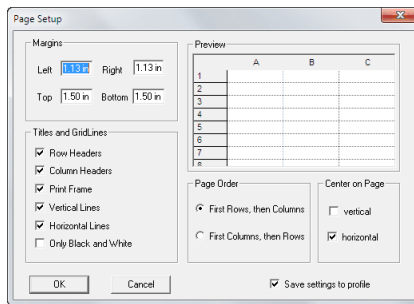 Page Setup
Margins
Left 1.13 in Right 1.13 in
Top 1.50 in Bottom 1.50 in
Titles and GridLines
Row Headers
Column Headers
Print Frame
Vertical Lines
Horizontal Lines
Only Black and White
Preview
A B C
1
2
3
4
5
6
7
8
Page Order
First Rows, then Columns
First Columns, then Rows
Center on Page
vertical
horizontal
OK Cancel Save settings to profile